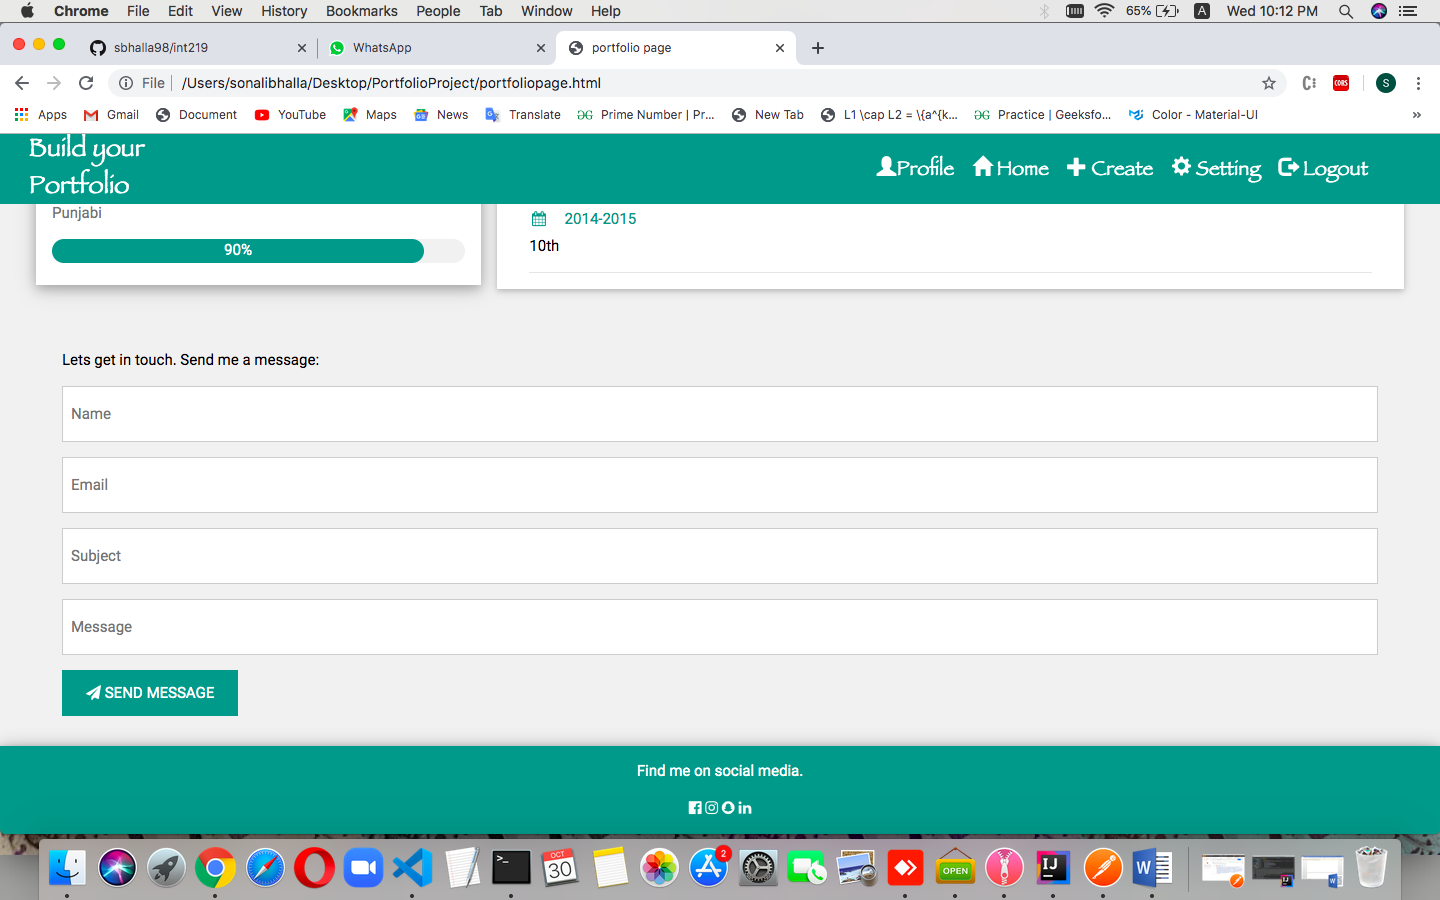 Chrome File Edit View History Bookmarks People Tab Window Help 65% A Wed 10:12 PM
sbhalla98/int219 WhatsApp portfolio page
File /Users/sonalibhalla/Desktop/PortfolioProject/portfoliopage.html CORS S
Apps Gmail Document YouTube Maps News Translate Prime Number | Pr... New Tab L1 \cap L2 = \{a^{k... Practice | Geeksfo... Color - Material-UI »
Build your
Portfolio
Profile Home Create Setting Logout
Punjabi
90%
2014-2015
10th
Lets get in touch. Send me a message:
Name
Email
Subject
Message
SEND MESSAGE
Find me on social media.
OCT
30
2
OPEN
IJ
W